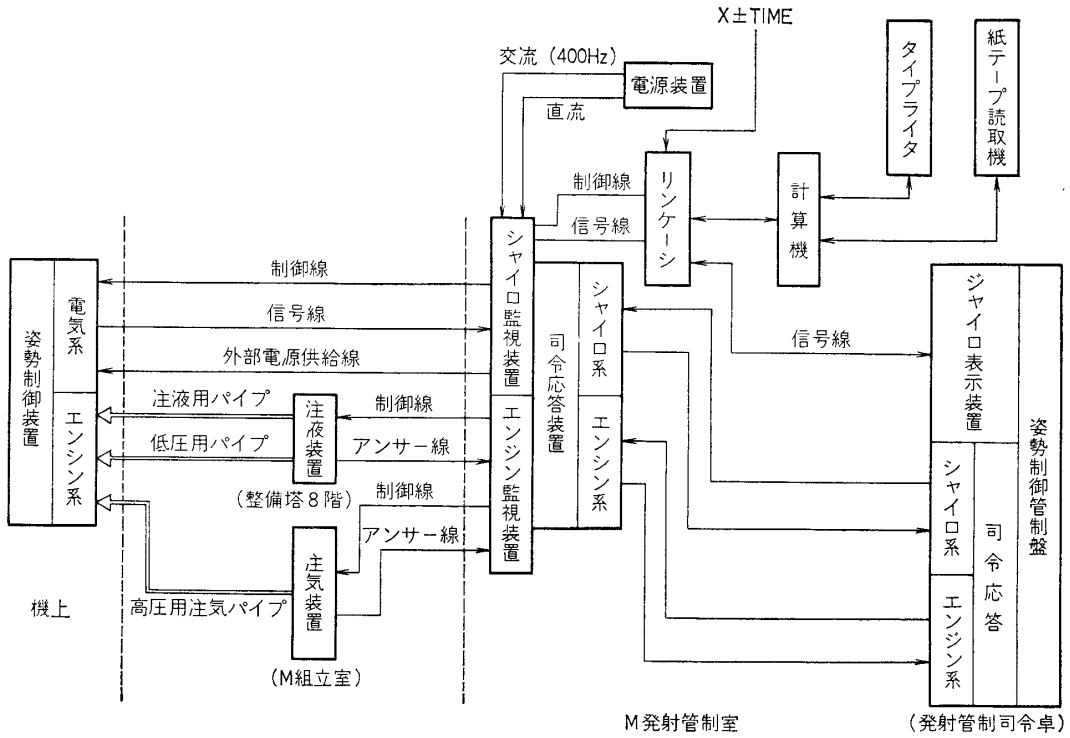 X±TIME
交流(400Hz)
電源装置
直流
タイプライタ
紙テープ読取機
リンケージ
計算機
制御線
信号線
シャイロ監視装置
エンジン監視装置
司令応答装置
シャイロ系
エンシン系
姿勢制御装置
電気系
エンシン系
制御線
信号線
外部電源供給線
注液用パイプ
低圧用パイプ
注液装置
(整備塔8階)
制御線
アンサー線
制御線
アンサー線
注気装置
高圧用注気パイプ
(M組立室)
機上
信号線
ジャイロ表示装置
シャイロ系
エンジン系
司令応答
姿勢制御管制盤
M発射管制室
(発射管制司令卓)